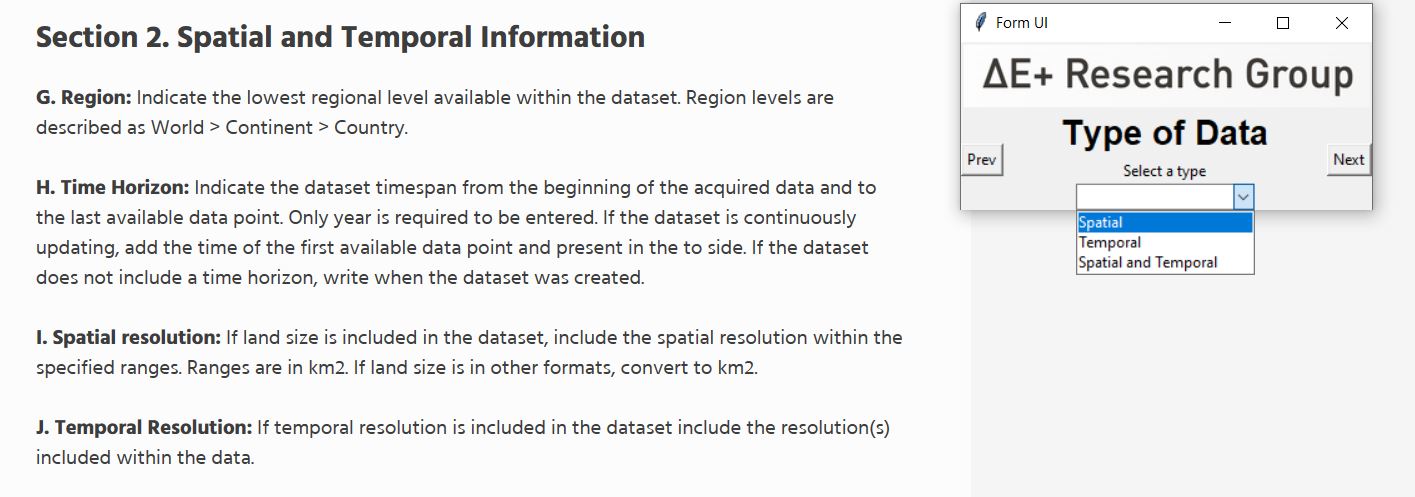 Section 2. Spatial and Temporal Information
G. Region: Indicate the lowest regional level available within the dataset. Region levels are
described as World > Continent > Country.
H. Time Horizon: Indicate the dataset timespan from the beginning of the acquired data and to
the last available data point. Only year is required to be entered. If the dataset is continuously
updating, add the time of the first available data point and present in the to side. If the dataset
does not include a time horizon, write when the dataset was created.
I. Spatial resolution: If land size is included in the dataset, include the spatial resolution within the
specified ranges. Ranges are in km2. If land size is in other formats, convert to km2.
J. Temporal Resolution: If temporal resolution is included in the dataset include the resolution(s)
included within the data.
Form UI
ΔE+ Research Group
Type of Data
Prev
Next
Select a type
Spatial
Temporal
Spatial and Temporal